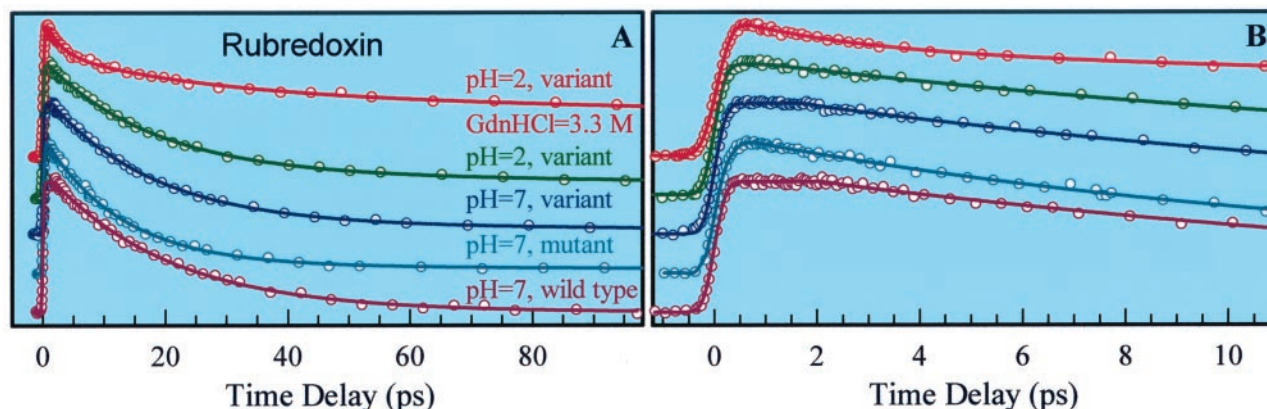 Rubredoxin
A
pH=2, variant
GdnHCl=3.3 M
pH=2, variant
pH=7, variant
pH=7, mutant
pH=7, wild type
0 20 40 60 80
Time Delay (ps)
B
0 2 4 6 8 10
Time Delay (ps)